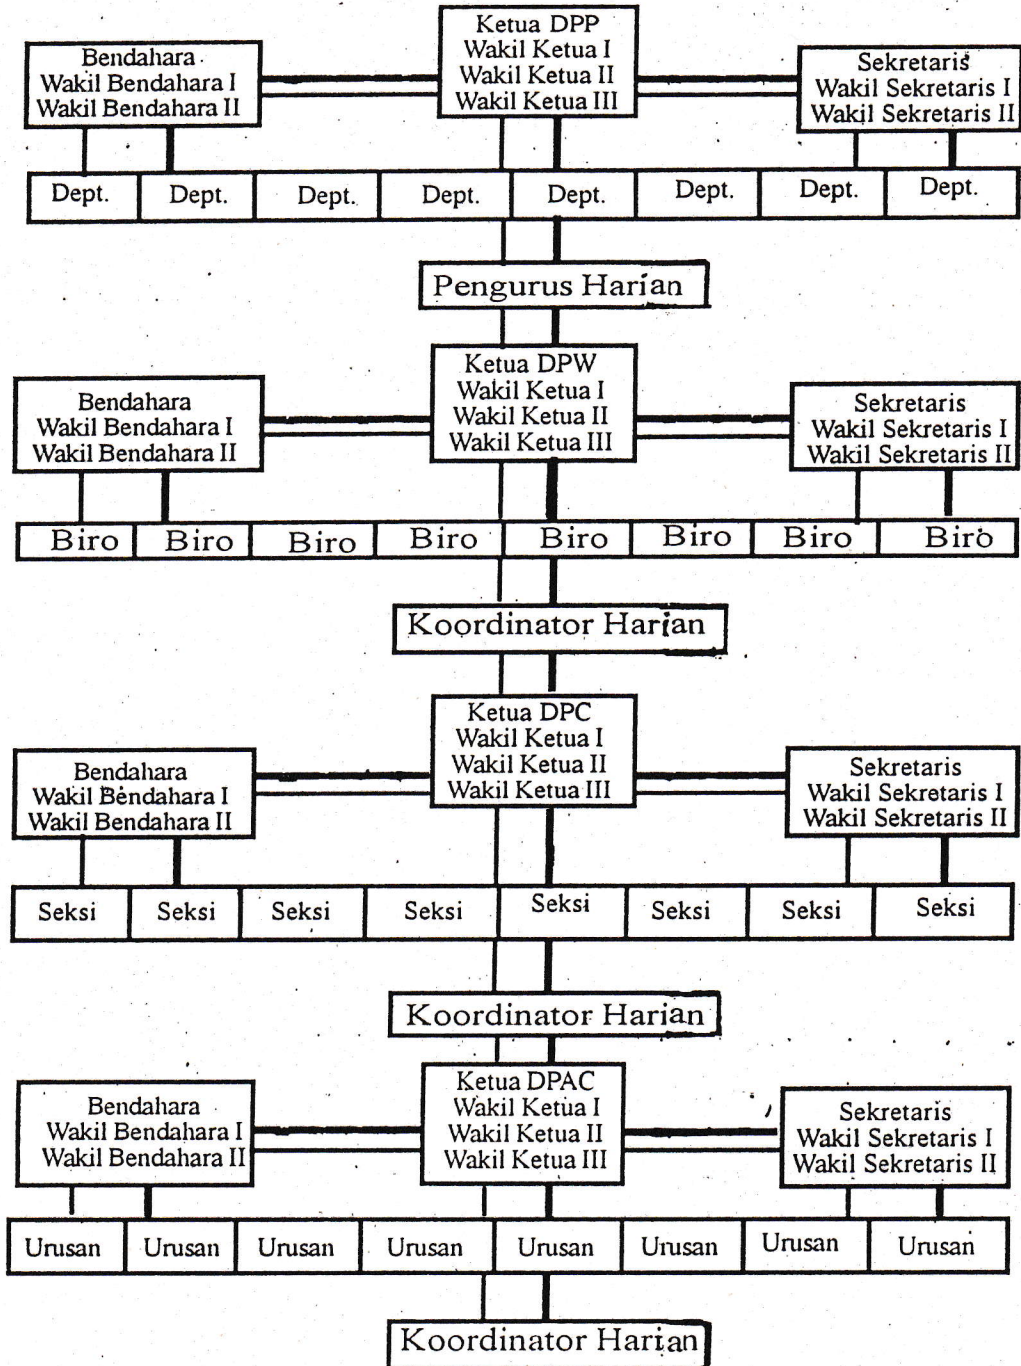 Ketua DPP
Wakil Ketua I
Wakil Ketua II
Wakil Ketua III
Bendahara
Wakil Bendahara I
Wakil Bendahara II
Sekretaris
Wakil Sekretaris I
Wakil Sekretaris II
Dept. Dept. Dept. Dept. Dept. Dept. Dept. Dept.
Pengurus Harian
Ketua DPW
Wakil Ketua I
Wakil Ketua II
Wakil Ketua III
Bendahara
Wakil Bendahara I
Wakil Bendahara II
Sekretaris
Wakil Sekretaris I
Wakil Sekretaris II
Biro Biro Biro Biro Biro Biro Biro Biro
Koordinator Harian
Ketua DPC
Wakil Ketua I
Wakil Ketua II
Wakil Ketua III
Bendahara
Wakil Bendahara I
Wakil Bendahara II
Sekretaris
Wakil Sekretaris I
Wakil Sekretaris II
Seksi Seksi Seksi Seksi Seksi Seksi Seksi Seksi
Koordinator Harian
Ketua DPAC
Wakil Ketua I
Wakil Ketua II
Wakil Ketua III
Bendahara
Wakil Bendahara I
Wakil Bendahara II
Sekretaris
Wakil Sekretaris I
Wakil Sekretaris II
Urusan Urusan Urusan Urusan Urusan Urusan Urusan Urusan
Koordinator Harian